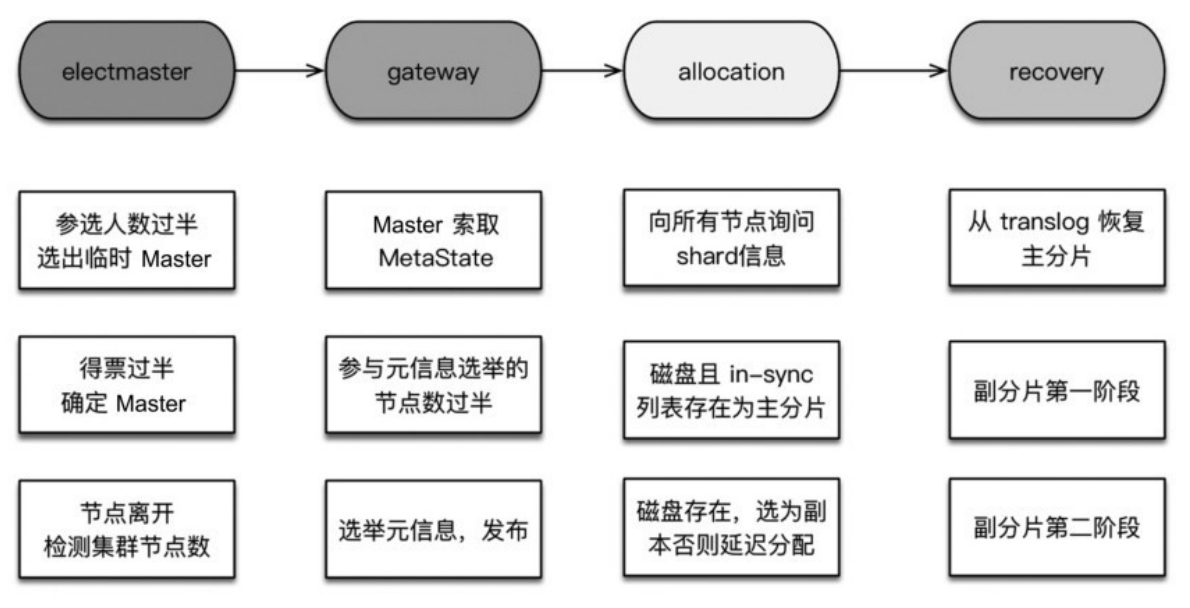 electmaster
gateway
allocation
recovery
参选人数过半
选出临时 Master
Master 索取
MetaState
向所有节点询问
shard信息
从 translog 恢复
主分片
得票过半
确定 Master
参与元信息选举的
节点数过半
磁盘且 in-sync
列表存在为主分片
副分片第一阶段
节点离开
检测集群节点数
选举元信息，发布
磁盘存在，选为副
本否则延迟分配
副分片第二阶段